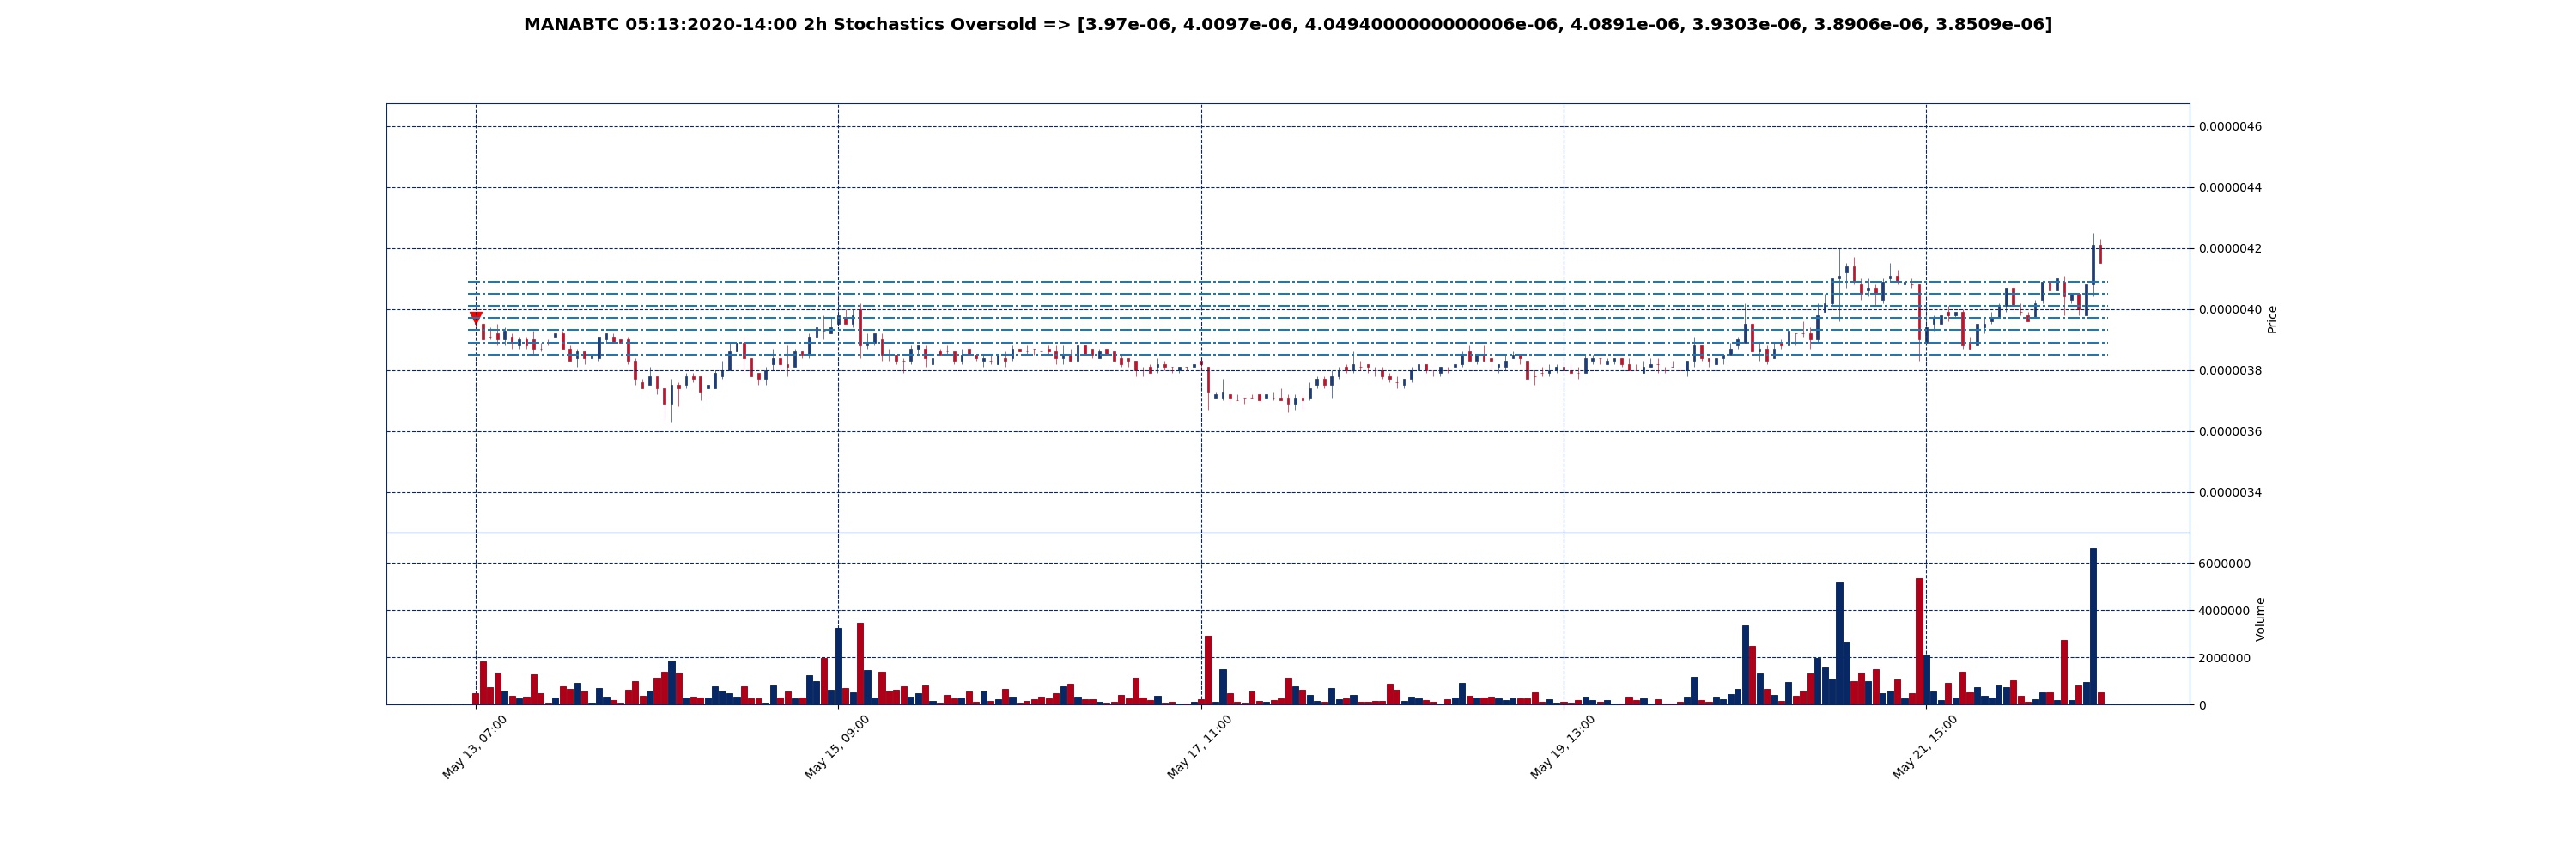 MANABTC 05:13:2020-14:00 2h Stochastics Oversold => [3.97e-06, 4.0097e-06, 4.0494000000000006e-06, 4.0891e-06, 3.9303e-06, 3.8906e-06, 3.8509e-06]
0.0000046
0.0000044
0.0000042
0.0000040
0.0000038
0.0000036
0.0000034
Price
6000000
4000000
2000000
0
Volume
May 13, 07:00
May 15, 09:00
May 17, 11:00
May 19, 13:00
May 21, 15:00